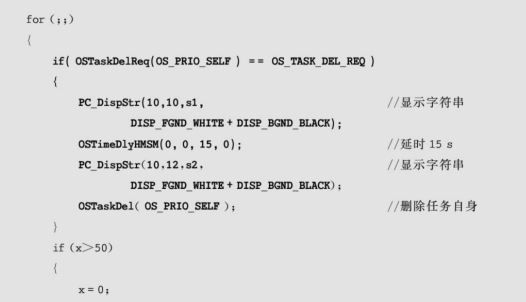 for (;;)
{
if( OSTaskDelReq(OS_PRIO_SELF ) == OS_TASK_DEL_REQ )
{
PC_DispStr(10,10,s1, //显示字符串
DISP_FGND_WHITE + DISP_BGND_BLACK);
OSTimeDlyHMSM(0, 0, 15, 0); //延时 15 s
PC_DispStr(10,12,s2, //显示字符串
DISP_FGND_WHITE + DISP_BGND_BLACK);
OSTaskDel( OS_PRIO_SELF ); //删除任务自身
}
if (x>50)
{
x = 0;